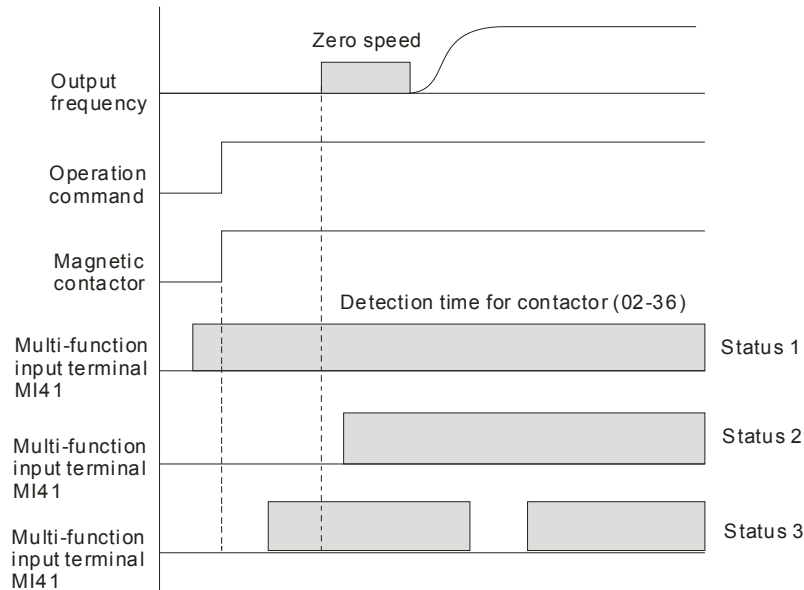 Zero speed
Output
frequency
Operation
command
Magnetic
contactor
Detection time for contactor (02-36)
Multi-function
input terminal
MI41
Status 1
Multi-function
input terminal
MI41
Status 2
Multi-function
input terminal
MI41
Status 3